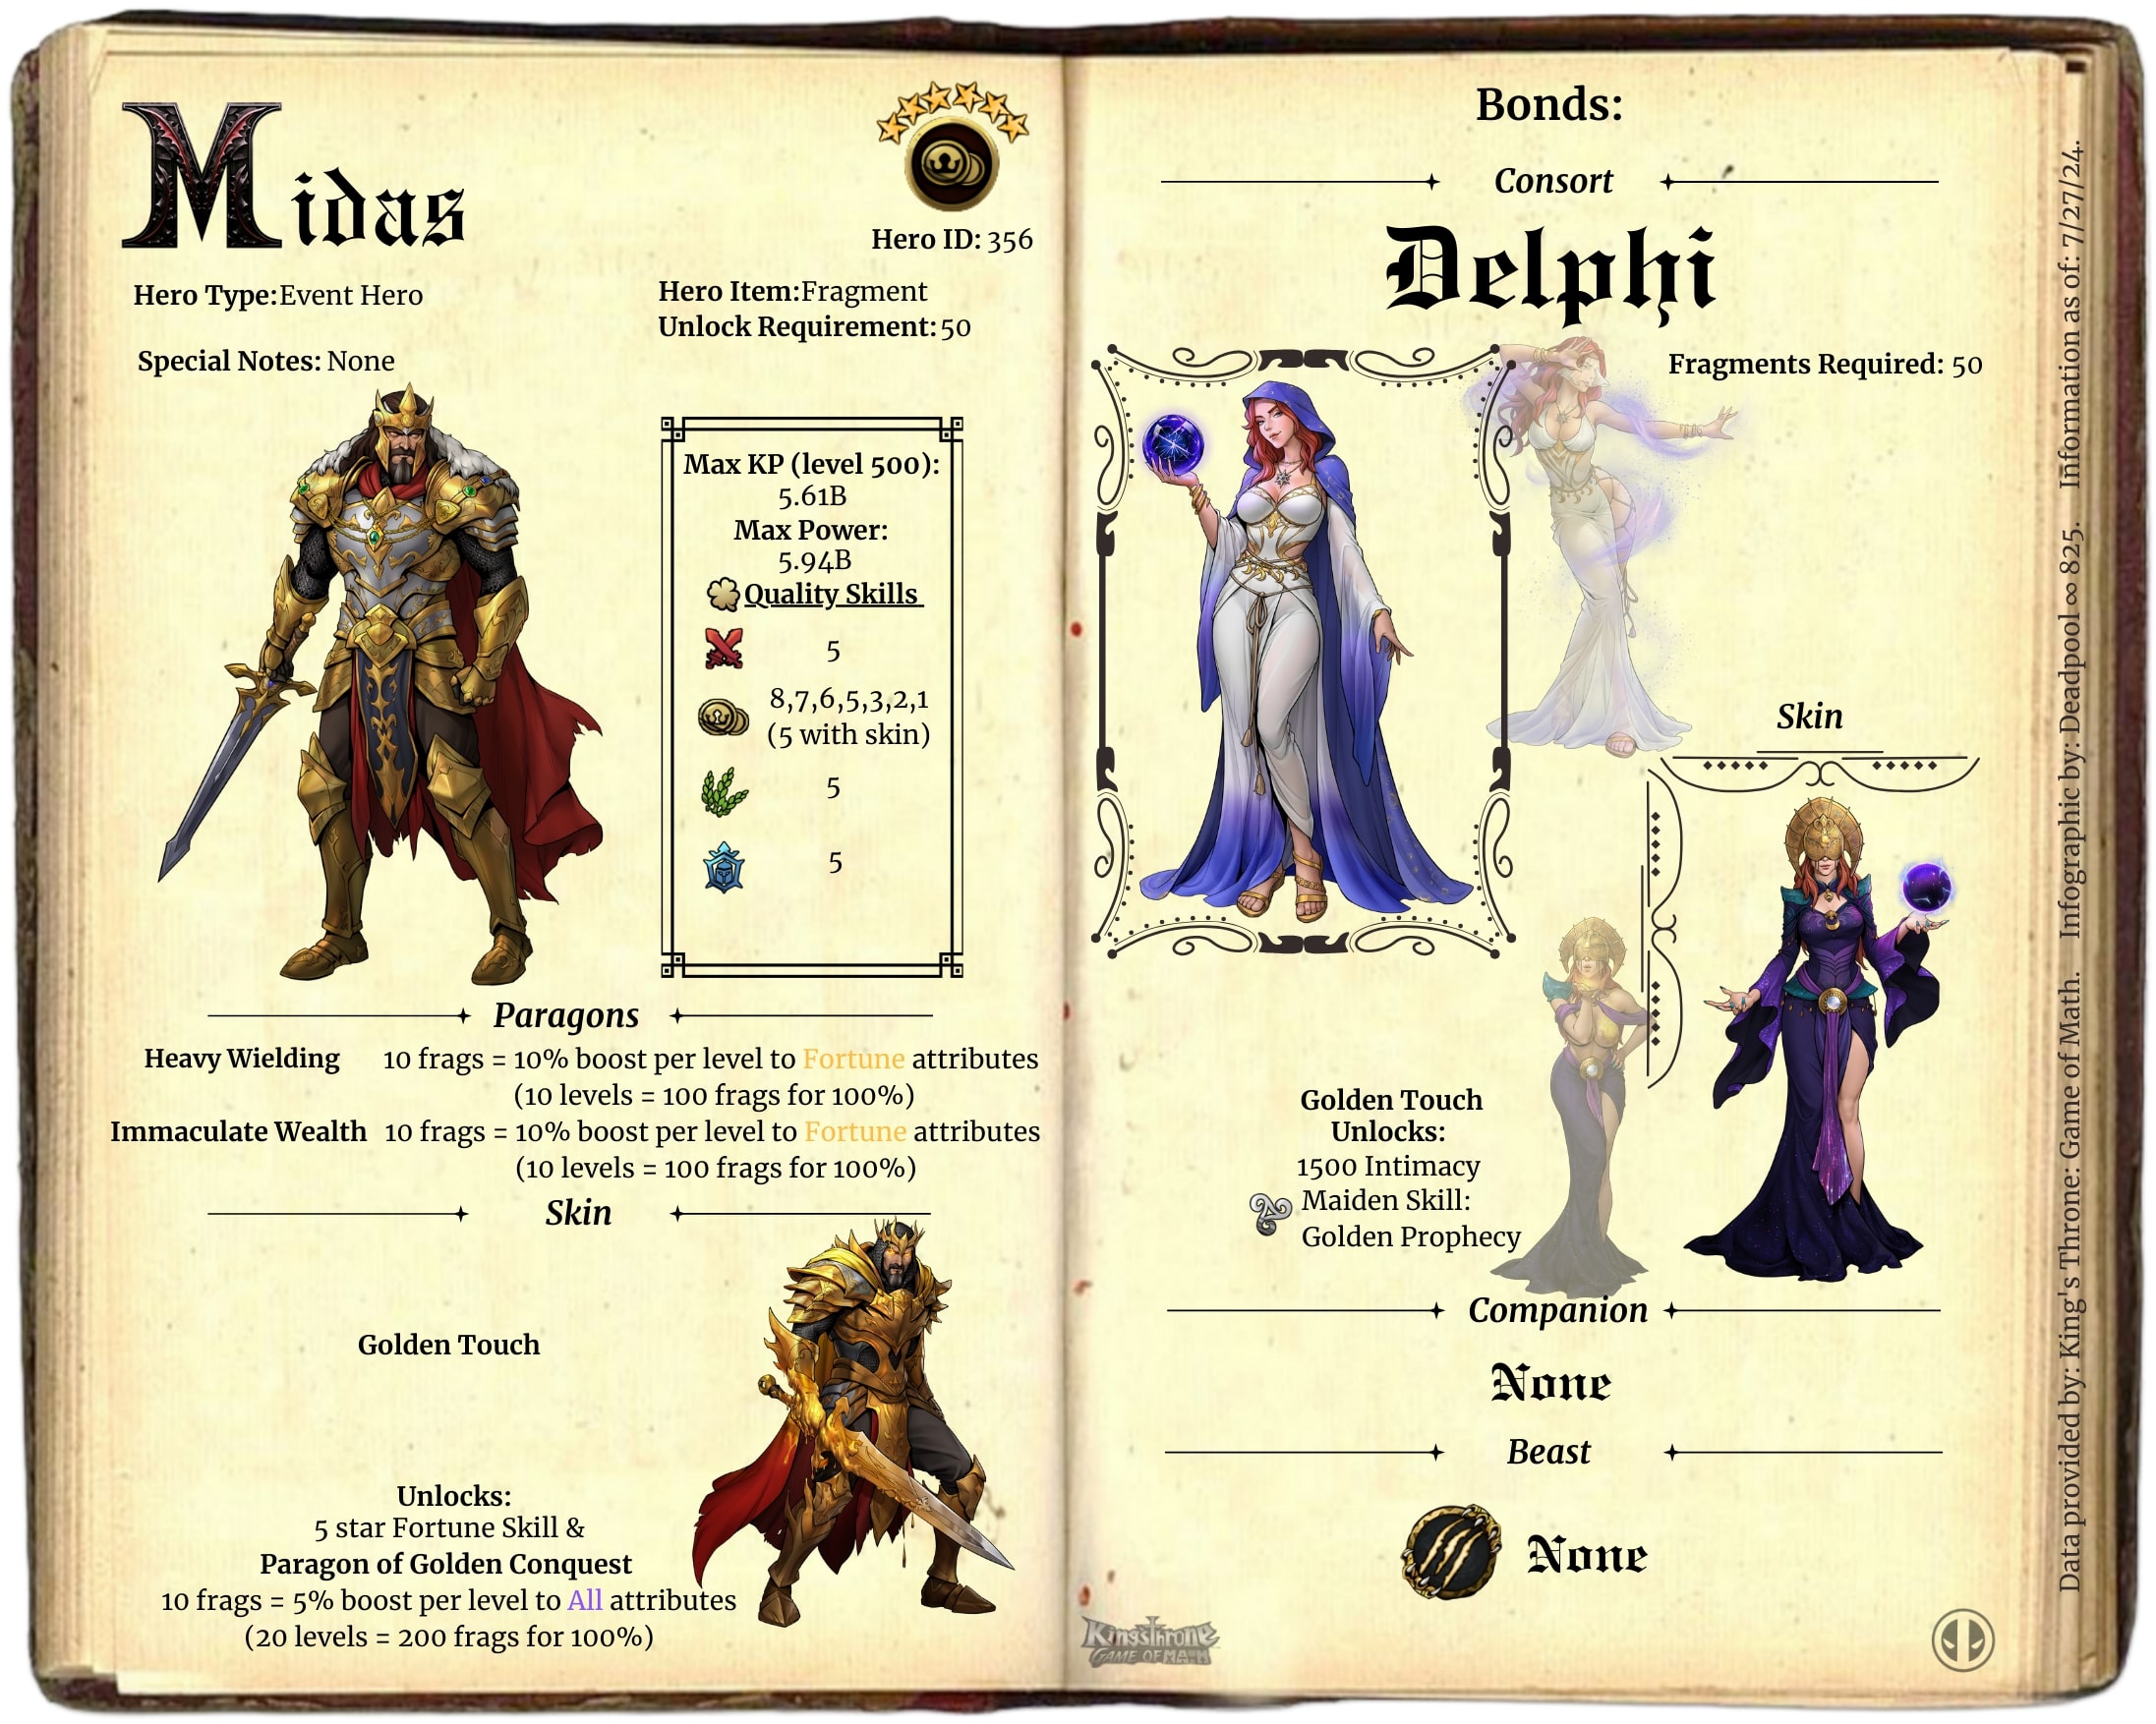 Midas
Hero ID: 356
Hero Type:Event Hero
Hero Item:Fragment
Unlock Requirement:50
Special Notes: None
Max KP (level 500):
5.61B
Max Power:
5.94B
Quality Skills
5
8,7,6,5,3,2,1
(5 with skin)
5
5
Paragons
Heavy Wielding 10 frags = 10% boost per level to Fortune attributes
(10 levels = 100 frags for 100%)
Immaculate Wealth 10 frags = 10% boost per level to Fortune attributes
(10 levels = 100 frags for 100%)
Skin
Golden Touch
Unlocks:
5 star Fortune Skill &
Paragon of Golden Conquest
10 frags = 5% boost per level to All attributes
(20 levels = 200 frags for 100%)
Bonds:
Consort
Delphi
Fragments Required: 50
Skin
Golden Touch
Unlocks:
1500 Intimacy
Maiden Skill:
Golden Prophecy
Companion
None
Beast
None
King's Throne
GAME OF MATH
Data provided by: King's Throne: Game of Math. Infographic by: Deadpool ∞ 825. Information as of: 7/27/24.